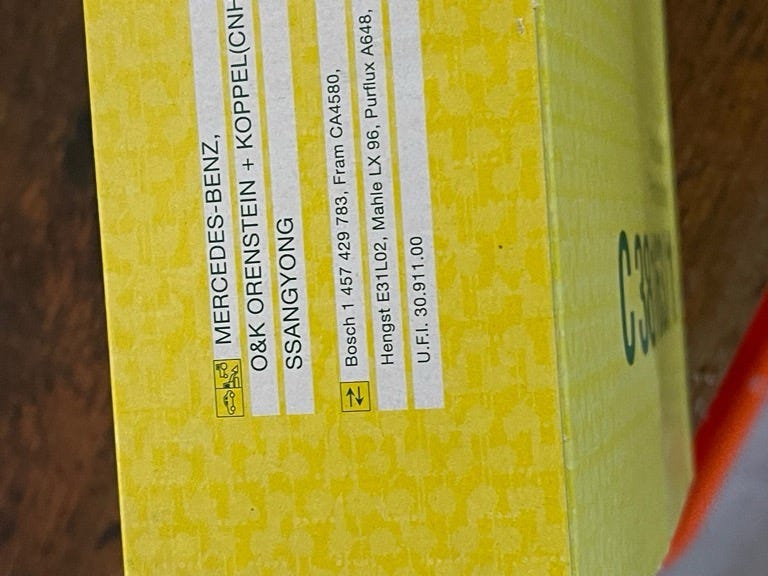 MERCEDES-BENZ,
O&K ORENSTEIN + KOPPEL(CNH
SSANGYONG
Bosch 1 457 429 783, Fram CA4580,
Hengst E31L02, Mahle LX 96, Purflux A648,
U.F.I. 30.911.00
C